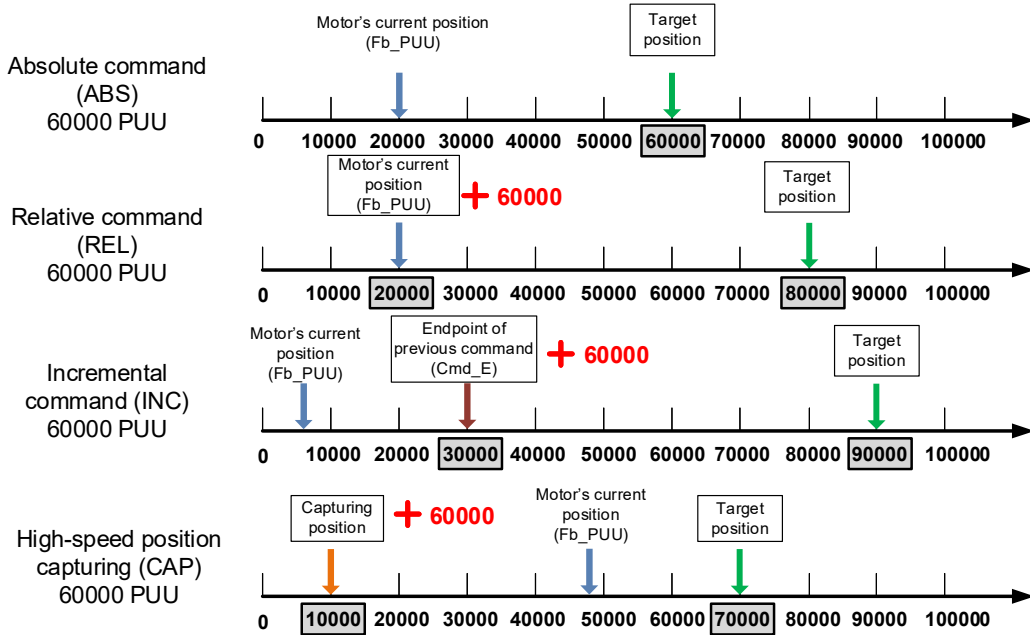 Absolute command
(ABS)
60000 PUU
Motor's current position
(Fb_PUU)
Target
position
0 10000 20000 30000 40000 50000 60000 70000 80000 90000 100000
Relative command
(REL)
60000 PUU
Motor's current
position
(Fb_PUU)
+ 60000
Target
position
0 10000 20000 30000 40000 50000 60000 70000 80000 90000 100000
Incremental
command (INC)
60000 PUU
Motor's current
position
(Fb_PUU)
Endpoint of
previous command
(Cmd_E)
+ 60000
Target
position
0 10000 20000 30000 40000 50000 60000 70000 80000 90000 100000
High-speed position
capturing (CAP)
60000 PUU
Capturing
position
+ 60000
Motor's current
position
(Fb_PUU)
Target
position
0 10000 20000 30000 40000 50000 60000 70000 80000 90000 100000